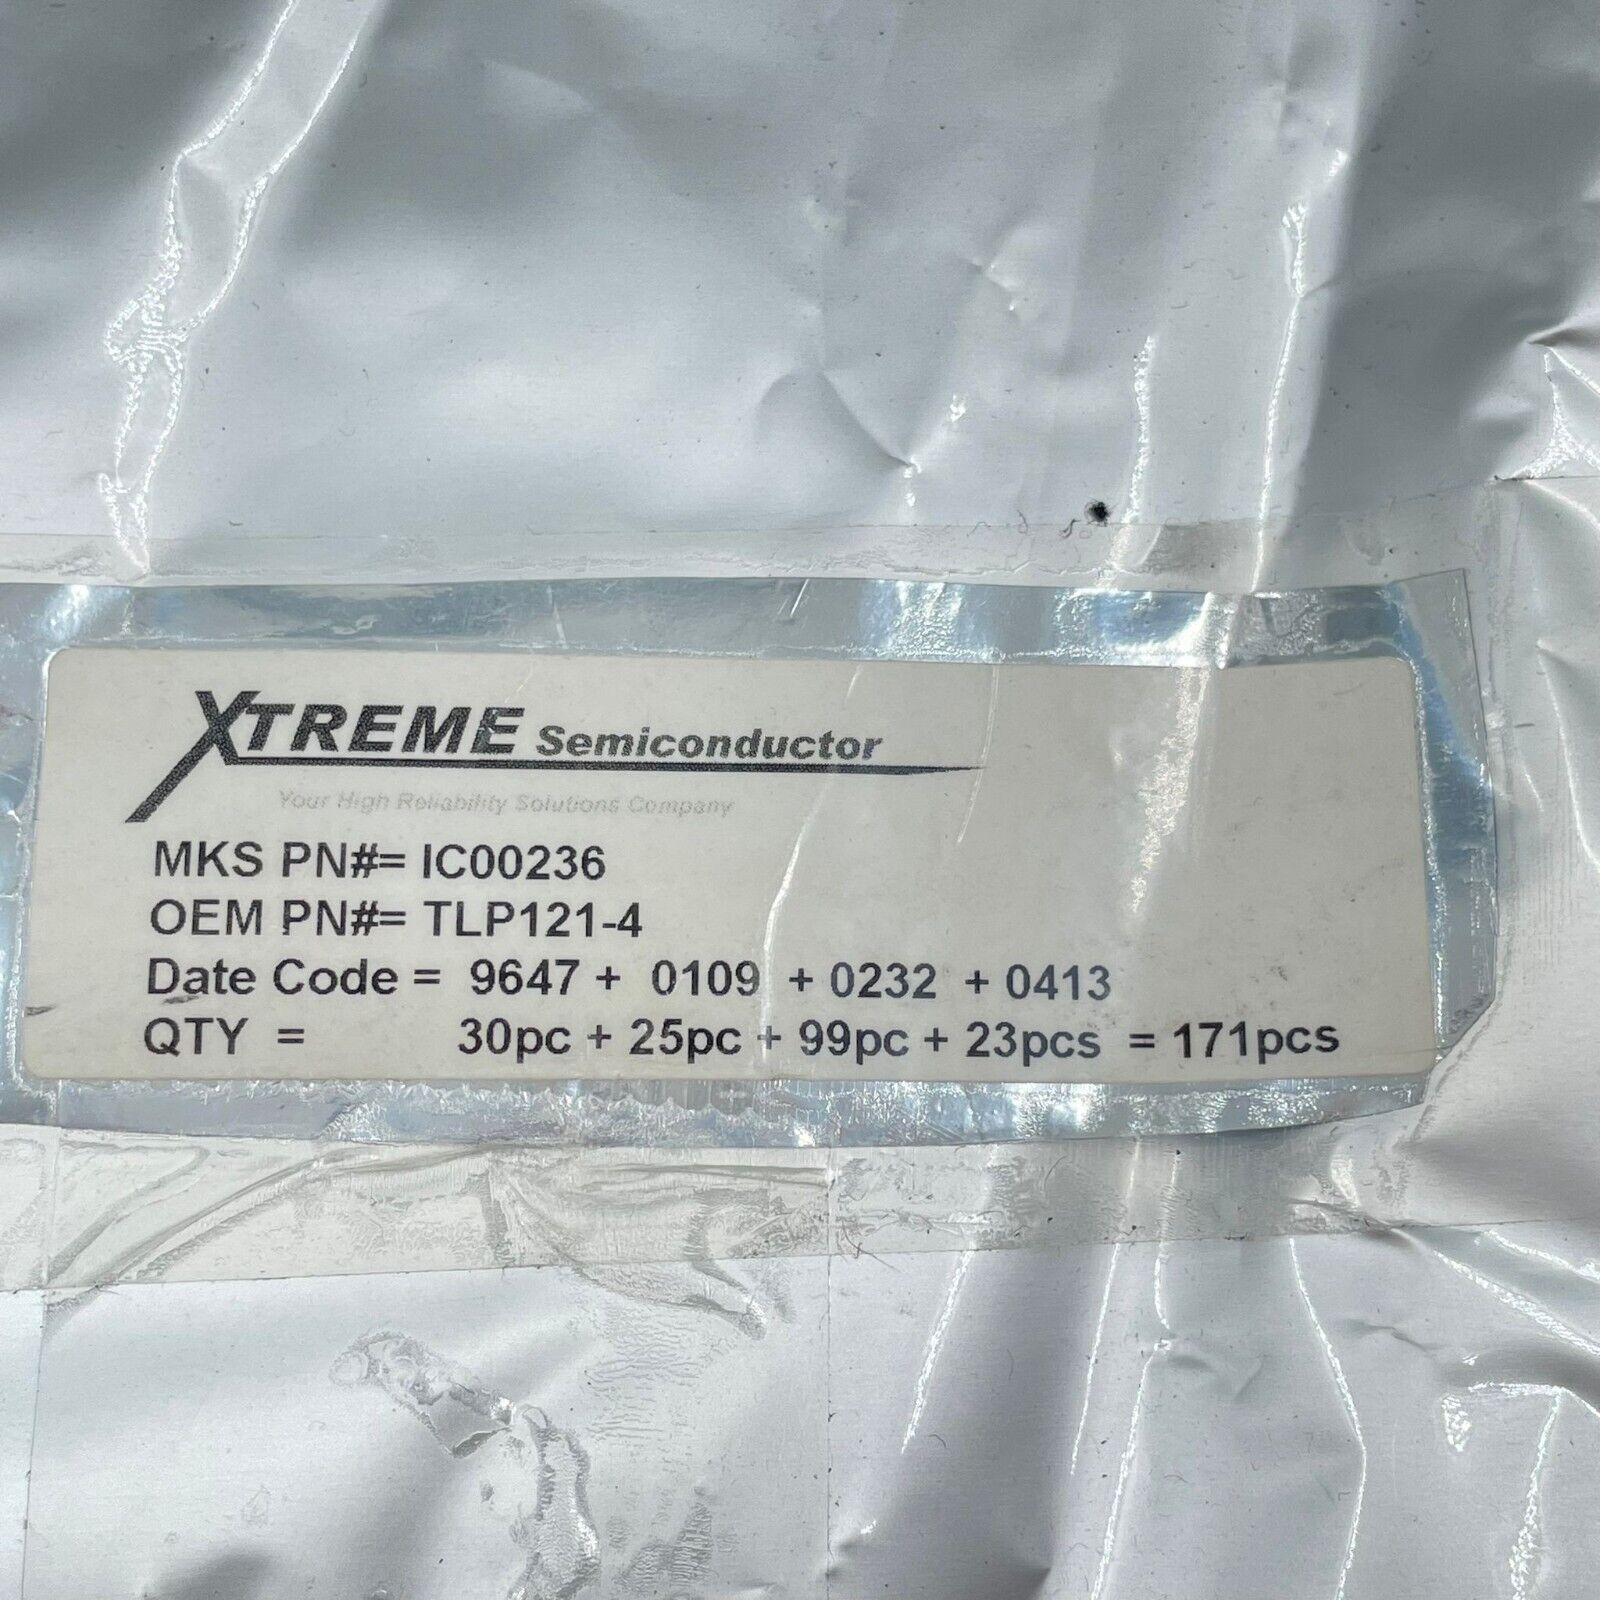 XTREME Semiconductor
Your High Reliability Solutions Company
MKS PN#= IC00236
OEM PN#= TLP121-4
Date Code = 9647 + 0109 + 0232 + 0413
QTY = 30pc + 25pc + 99pc + 23pcs = 171pcs